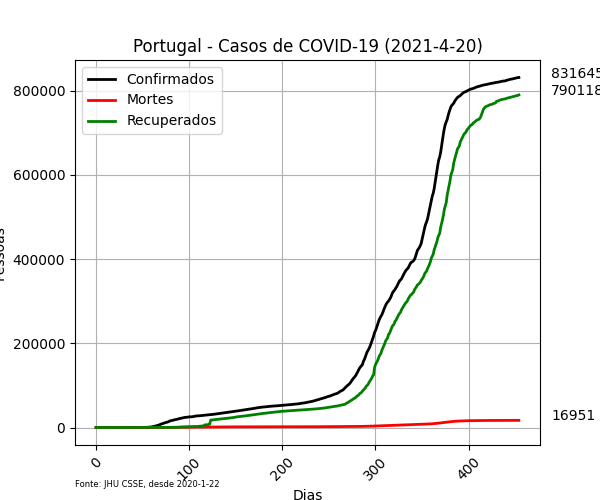 Portugal - Casos de COVID-19 (2021-4-20)
Confirmados
Mortes
Recuperados
831645
790118
16951
800000
600000
400000
200000
0
0
100
200
300
400
Dias
Fonte: JHU CSSE, desde 2020-1-22